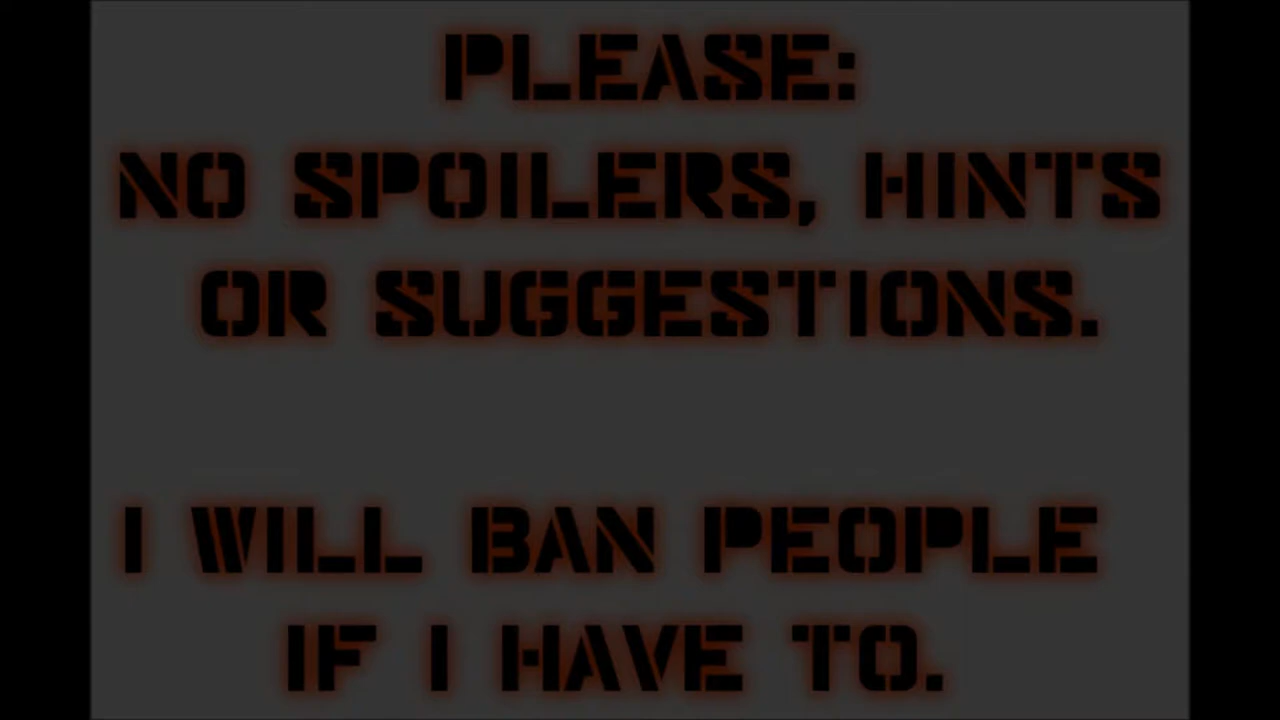 PLEASE:
NO SPOILERS, HINTS
OR SUGGESTIONS.
I WILL BAN PEOPLE
IF I HAVE TO.